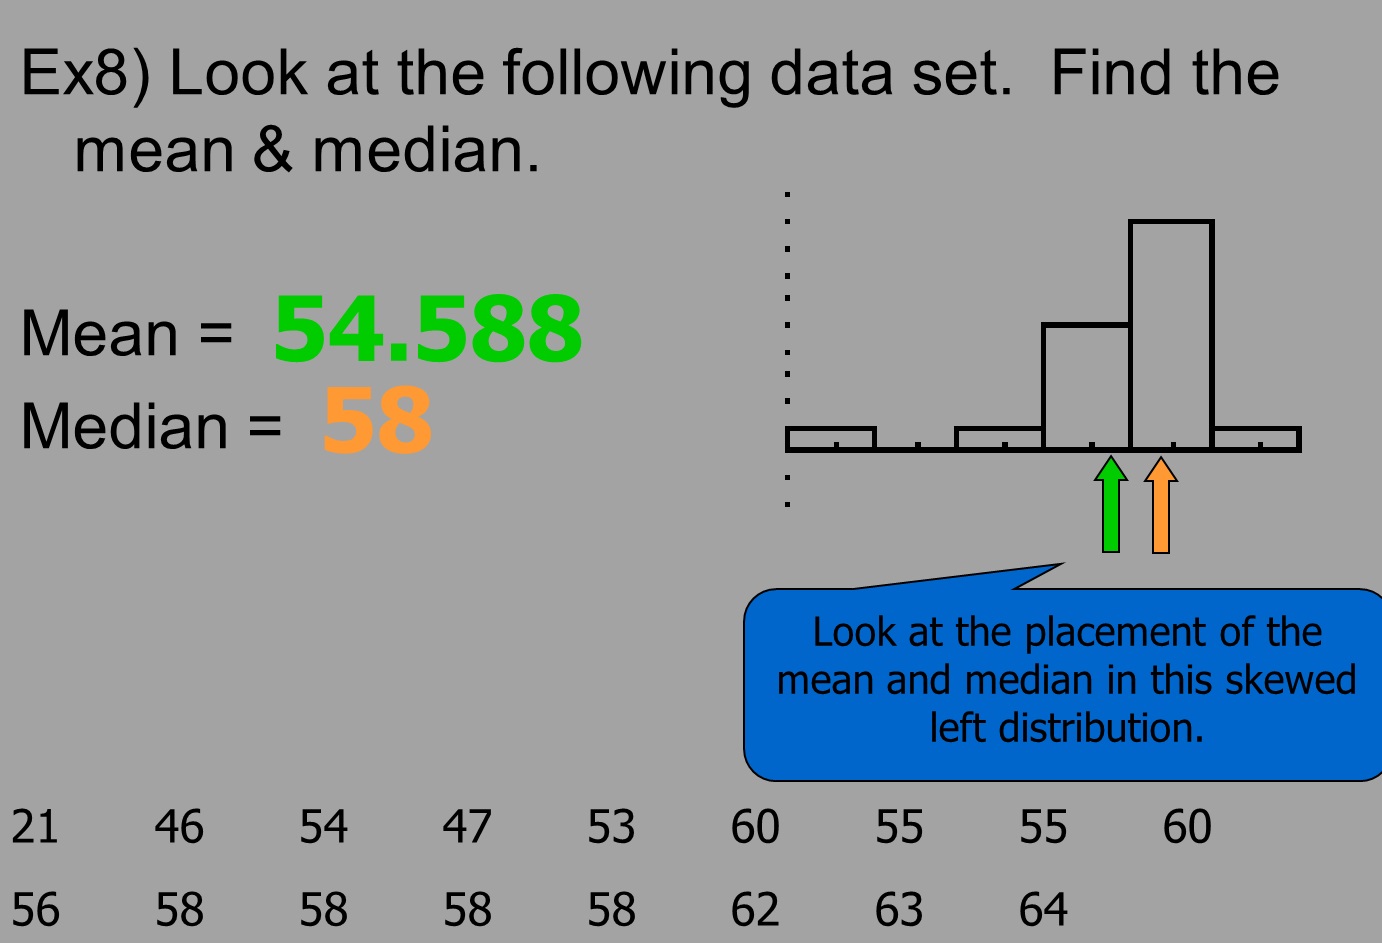 Ex8) Look at the following data set. Find the
mean & median.
Mean = 54.588
Median = 58
Look at the placement of the
mean and median in this skewed
left distribution.
21 46 54 47 53 60 55 55 60
56 58 58 58 58 62 63 64